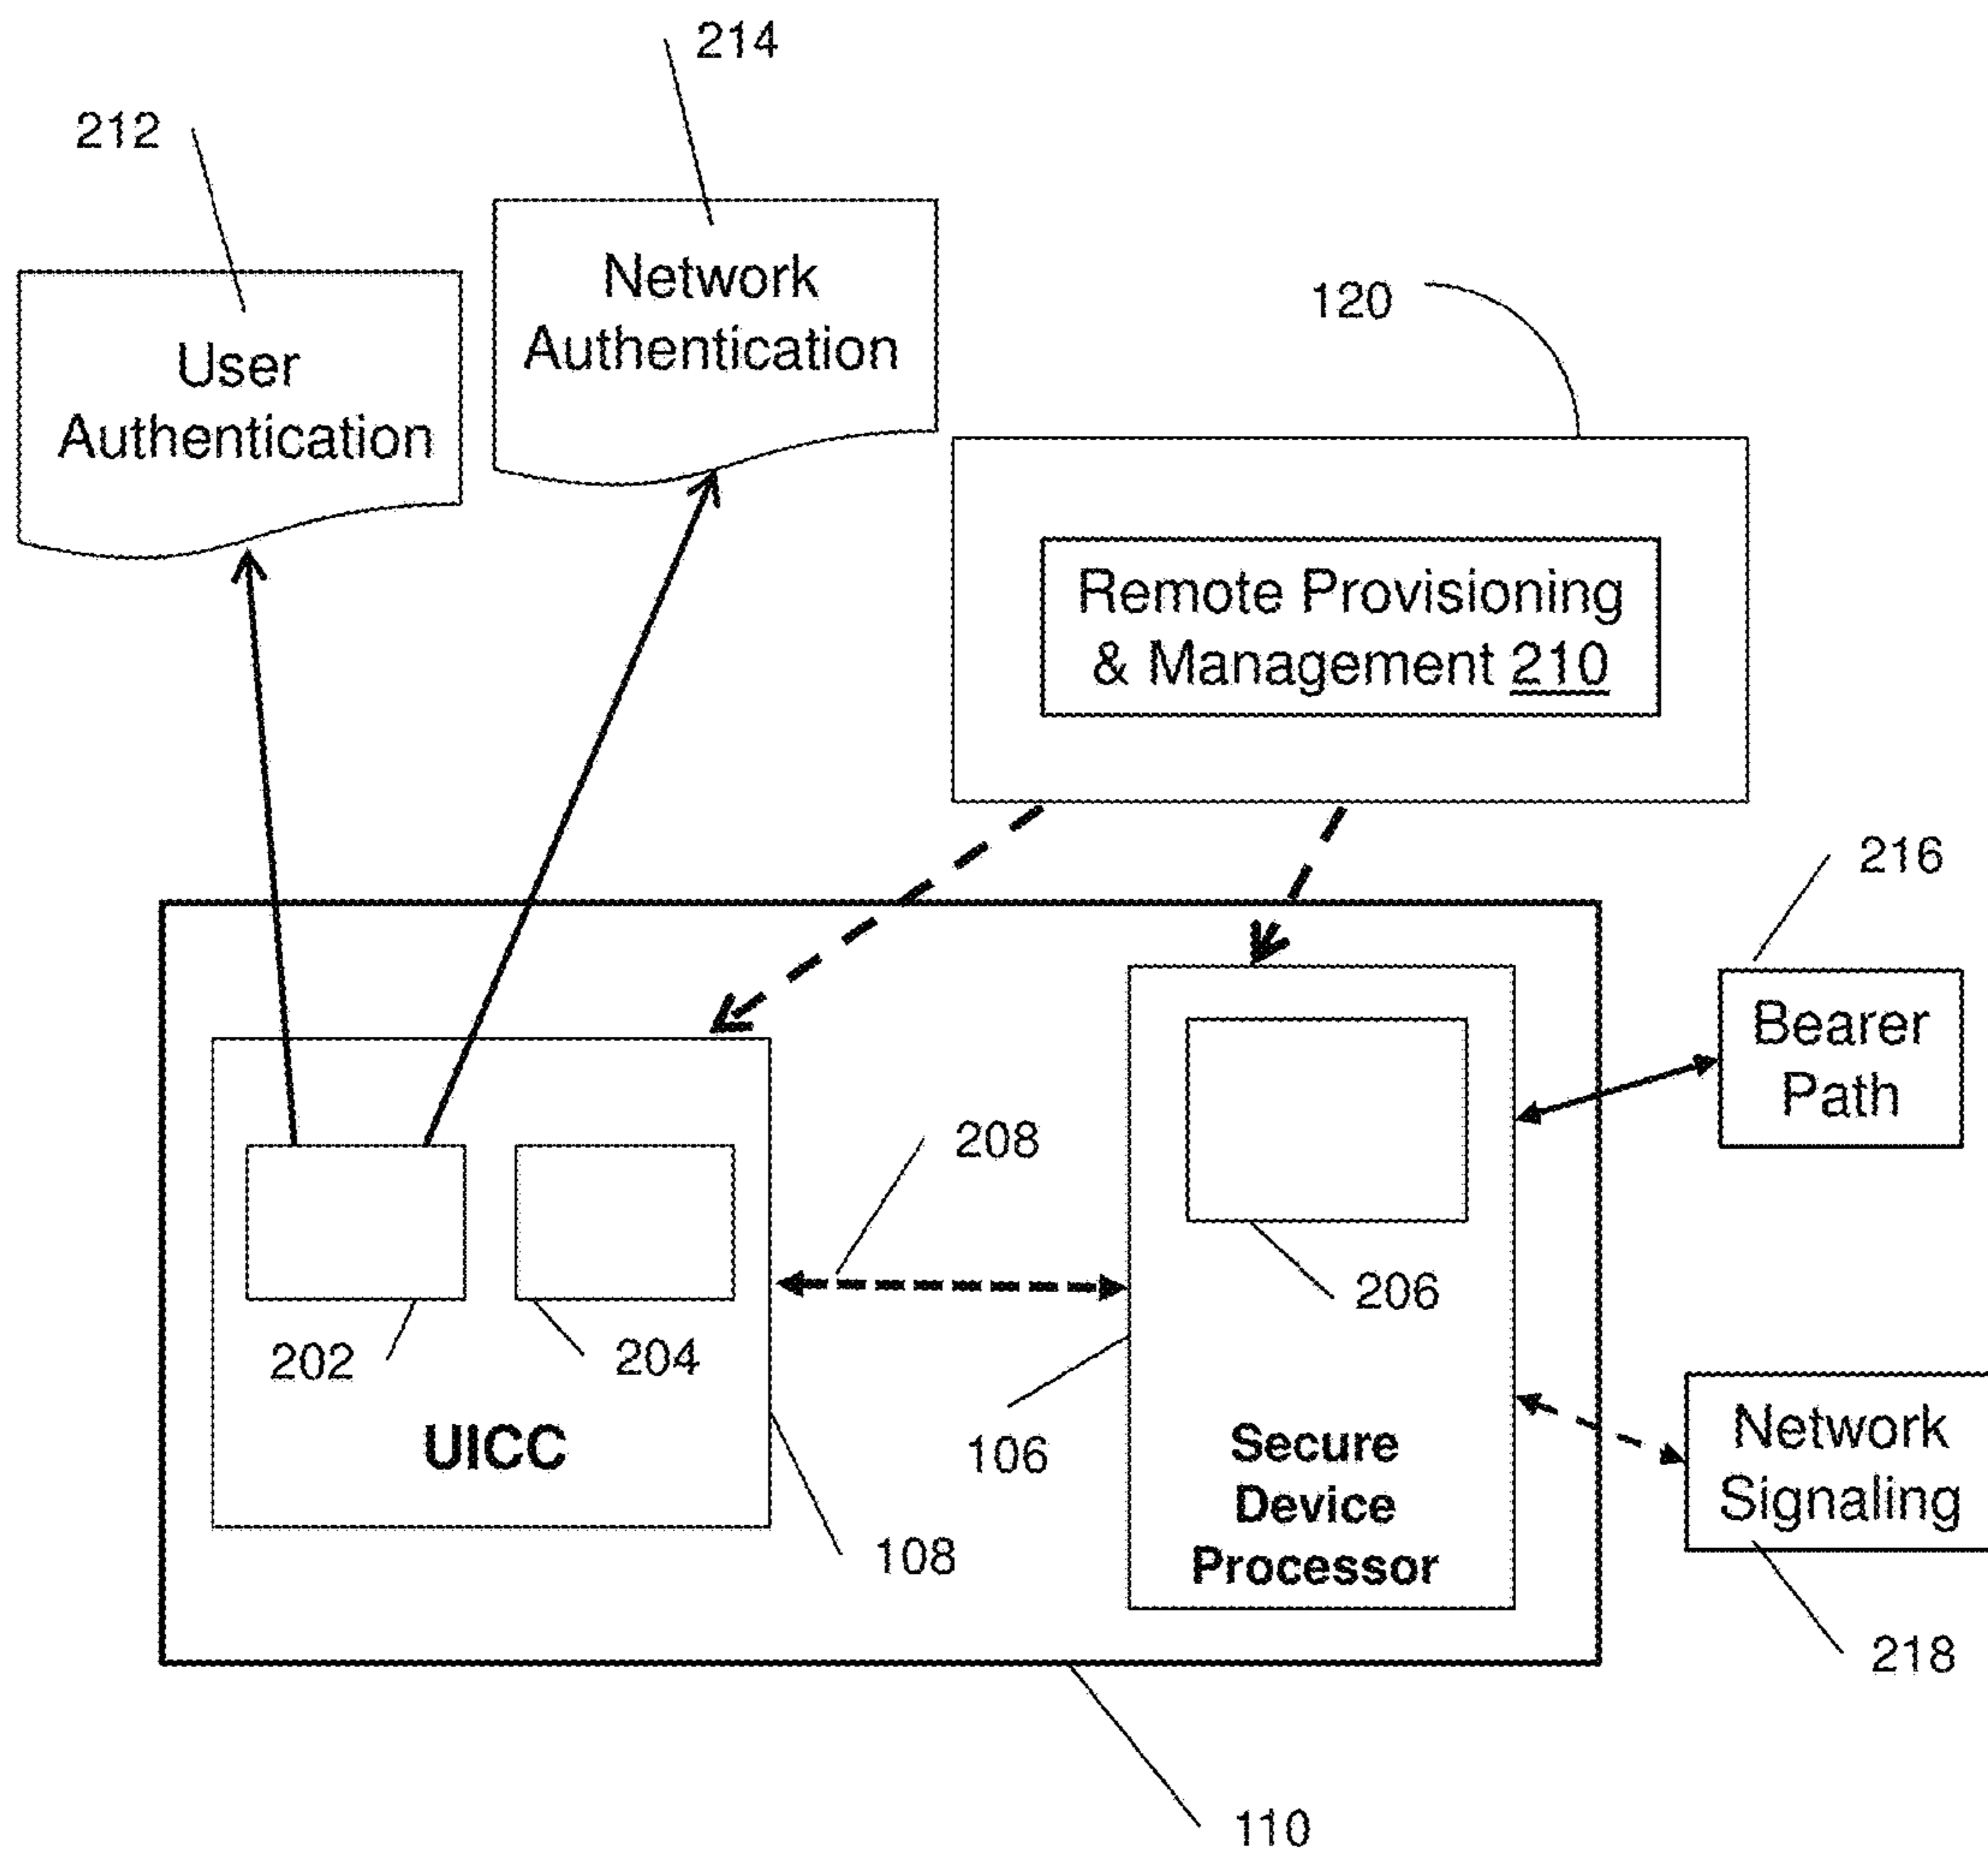 214
212
Network
Authentication
120
User
Authentication
Remote Provisioning
& Management 210
216
Bearer
Path
208
206
202
204
UICC
106
Secure
Device
Processor
Network
Signaling
108
218
110